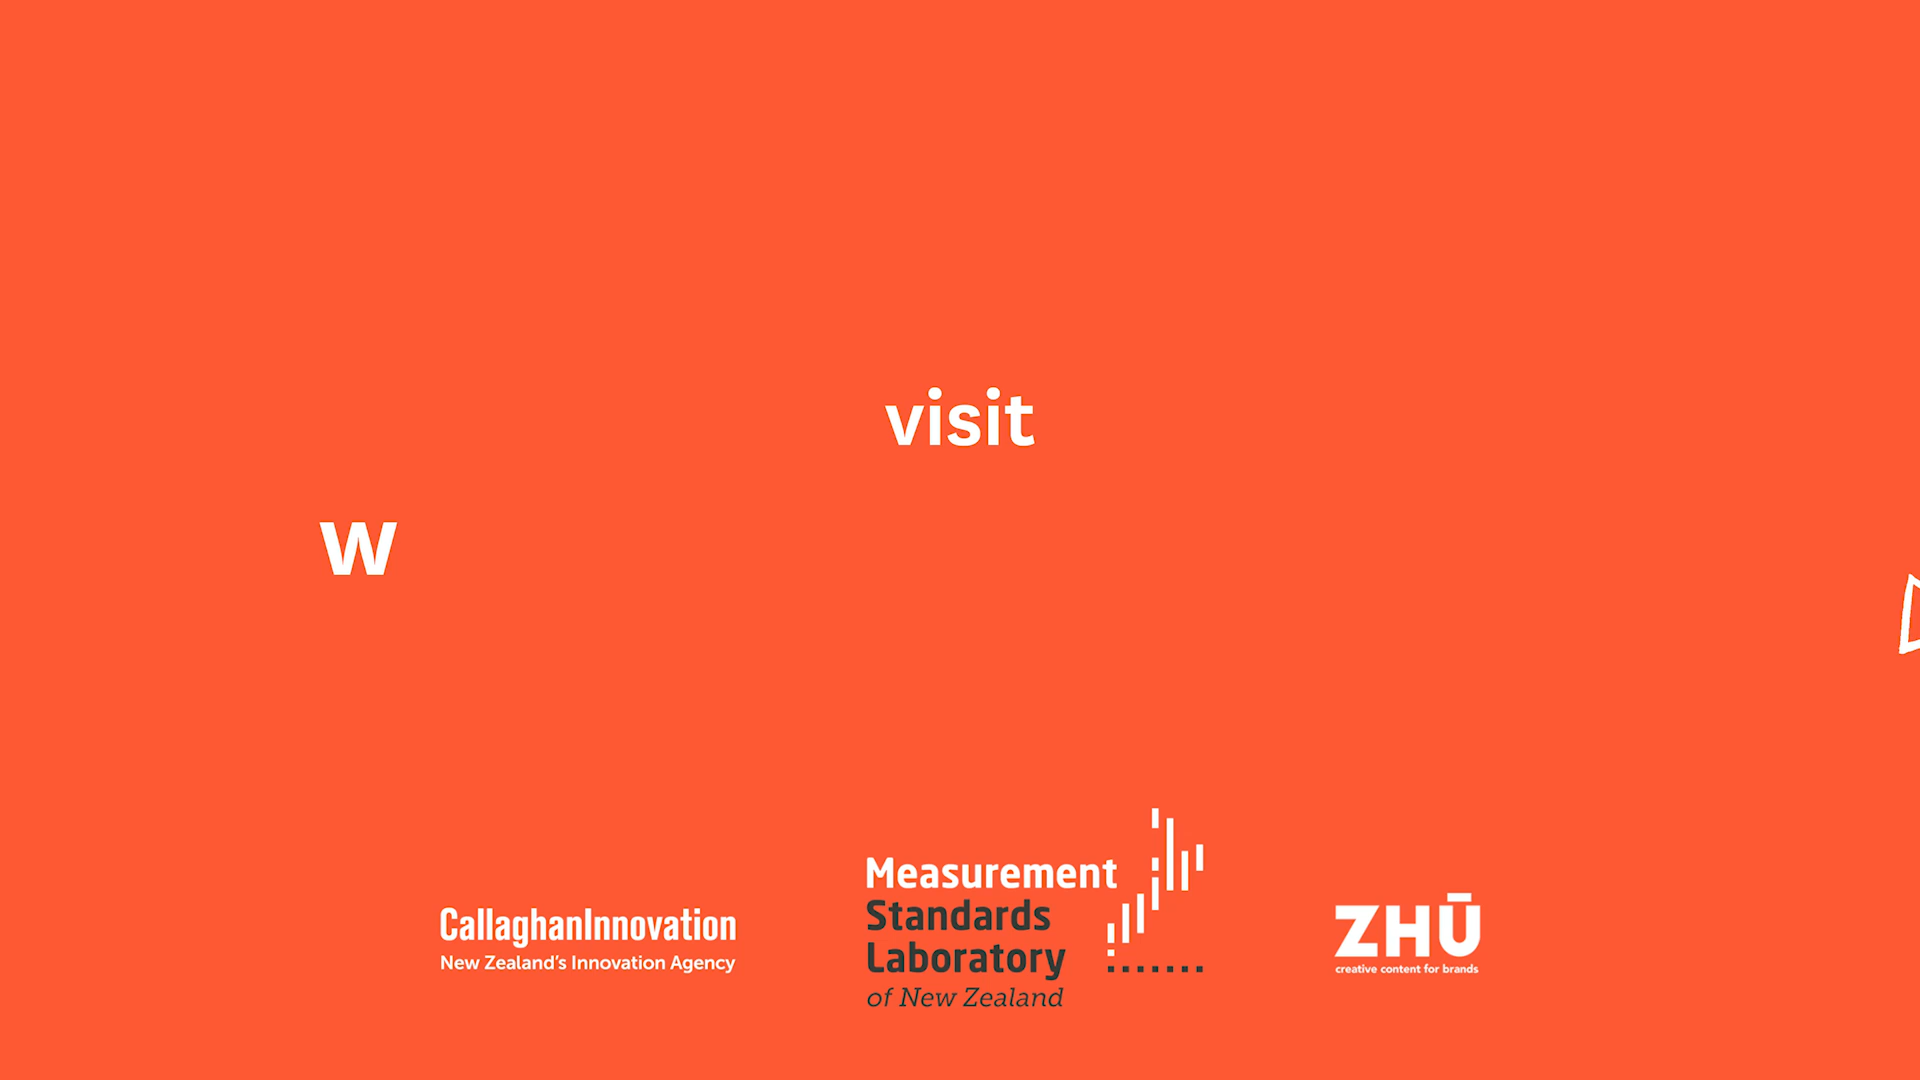 visit
w
CallaghanInnovation
New Zealand's Innovation Agency
Measurement
Standards
Laboratory
of New Zealand
ZHŪ
creative content for brands